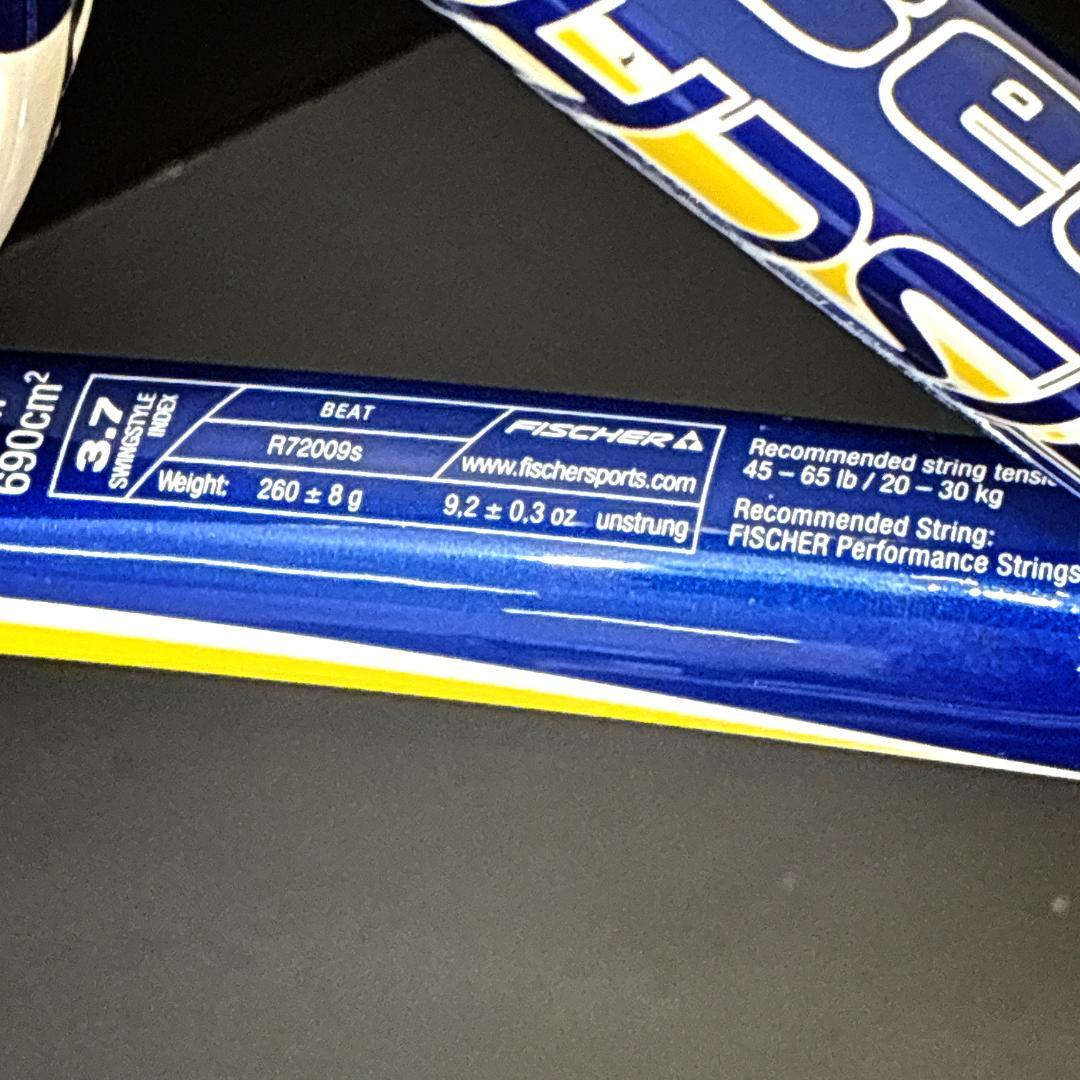 690cm²
3.7
SWINGSTYLE
INDEX
BEAT
R72009s
FISCHER
www.fischersports.com
Weight: 260 ± 8 g 9,2 ± 0,3 oz unstrung
Recommended string
45 – 65 lb / 20 – 30 kg
Recommended String:
FISCHER Performance Strings